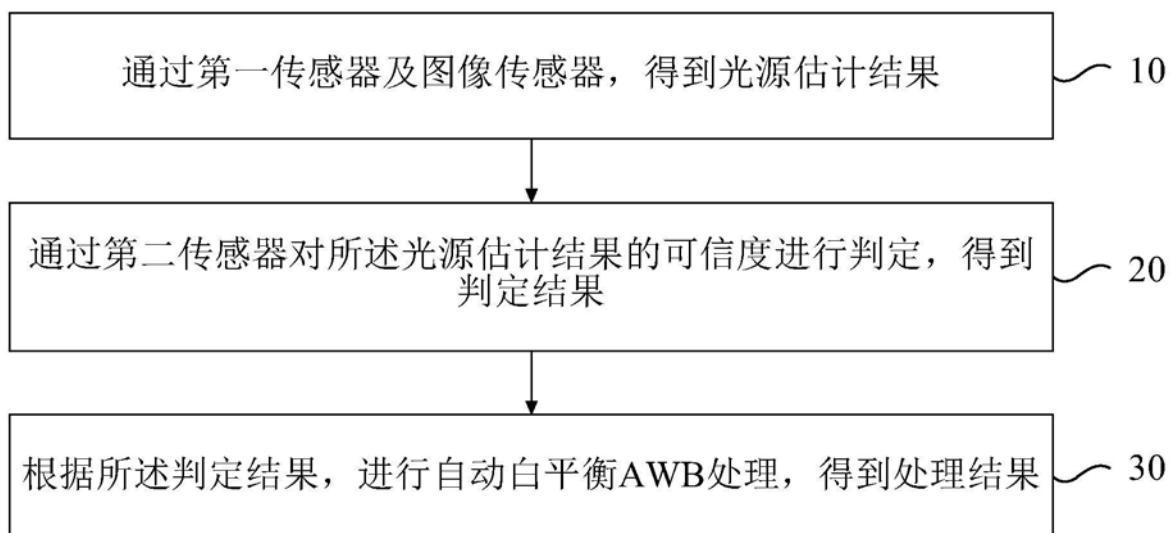 通过第一传感器及图像传感器，得到光源估计结果
10
通过第二传感器对所述光源估计结果的可信度进行判定，得到
判定结果
20
根据所述判定结果，进行自动白平衡AWB处理，得到处理结果
30